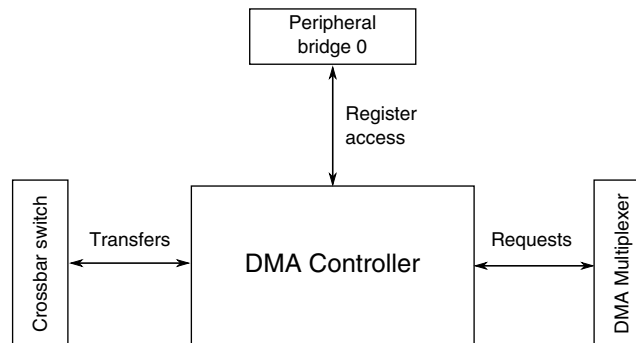 Peripheral
bridge 0
Register
access
Crossbar switch
Transfers
DMA Controller
Requests
DMA Multiplexer